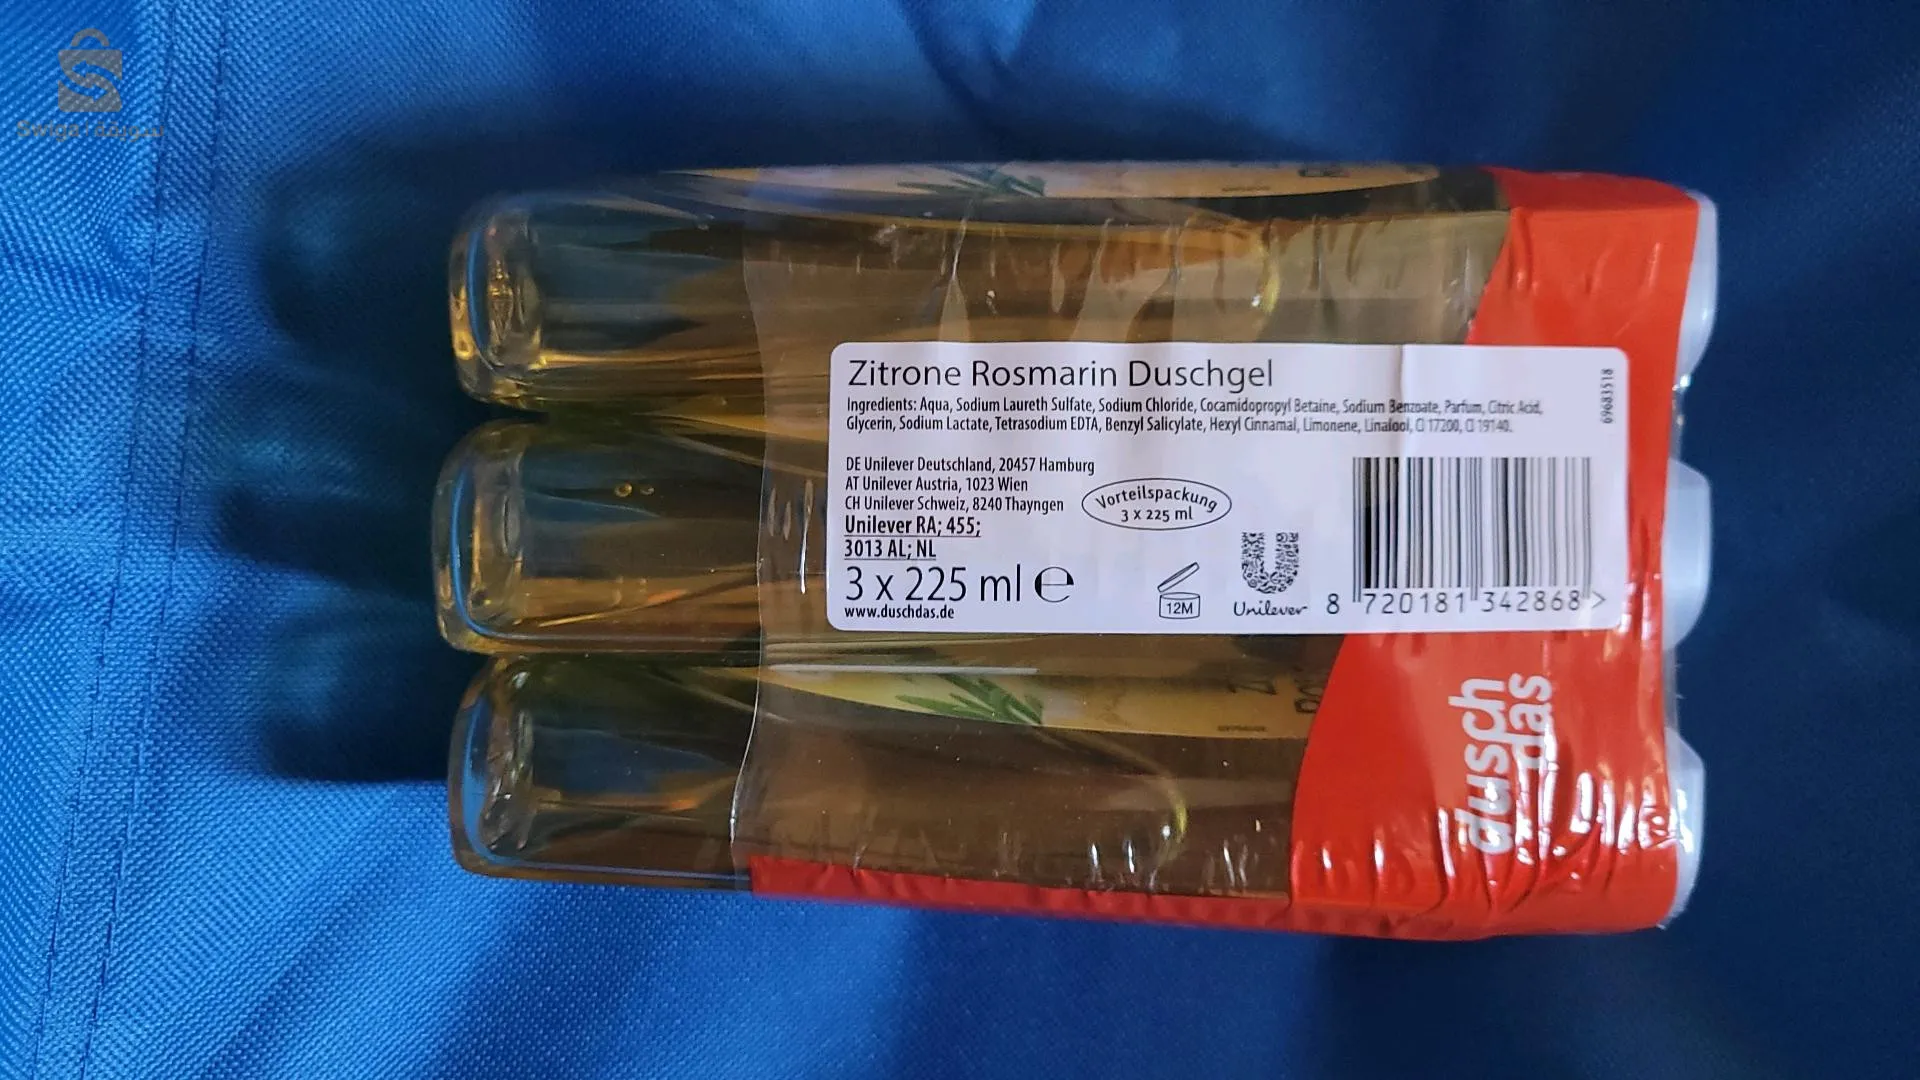 Swiqa - سويقة
Zitrone Rosmarin Duschgel
Ingredients: Aqua, Sodium Laureth Sulfate, Sodium Chloride, Cocamidopropyl Betaine, Sodium Benzoate, Parfum, Citric Acid,
Glycerin, Sodium Lactate, Tetrasodium EDTA, Benzyl Salicylate, Hexyl Cinnamal, Limonene, Linalool, CI 17200, CI 19140.
69683518
DE Unilever Deutschland, 20457 Hamburg
AT Unilever Austria, 1023 Wien
CH Unilever Schweiz, 8240 Thayngen
Unilever RA; 455;
3013 AL; NL
3 x 225 ml ℮
www.duschdas.de
Vorteilspackung
3 x 225 ml
12M
Unilever
8 720181 342868 >
dusch
das